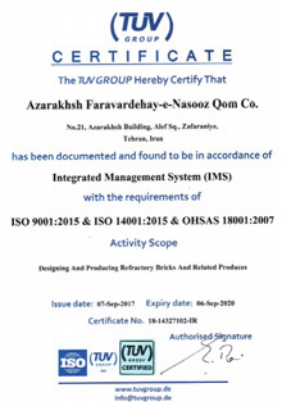 (TUV)
GROUP
CERTIFICATE
The TUV GROUP Hereby Certify That
Azarakhsh Faravardehay-e-Nasooz Qom Co.
No.21, Azarakhsh Building, Alef Sq., Zafaraniye,
Tehran, Iran
has been documented and found to be in accordance of
Integrated Management System (IMS)
with the requirements of
ISO 9001:2015 & ISO 14001:2015 & OHSAS 18001:2007
Activity Scope
Designing And Producing Refractory Bricks And Related Produces
Issue date: 07-Sep-2017 Expiry date: 06-Sep-2020
Certificate No. 18-14327102-IR
Authorised Signature
ISO (TUV) (TUV)
CERTIFIED
www.tuvgroup.de
info@tuvgroup.de